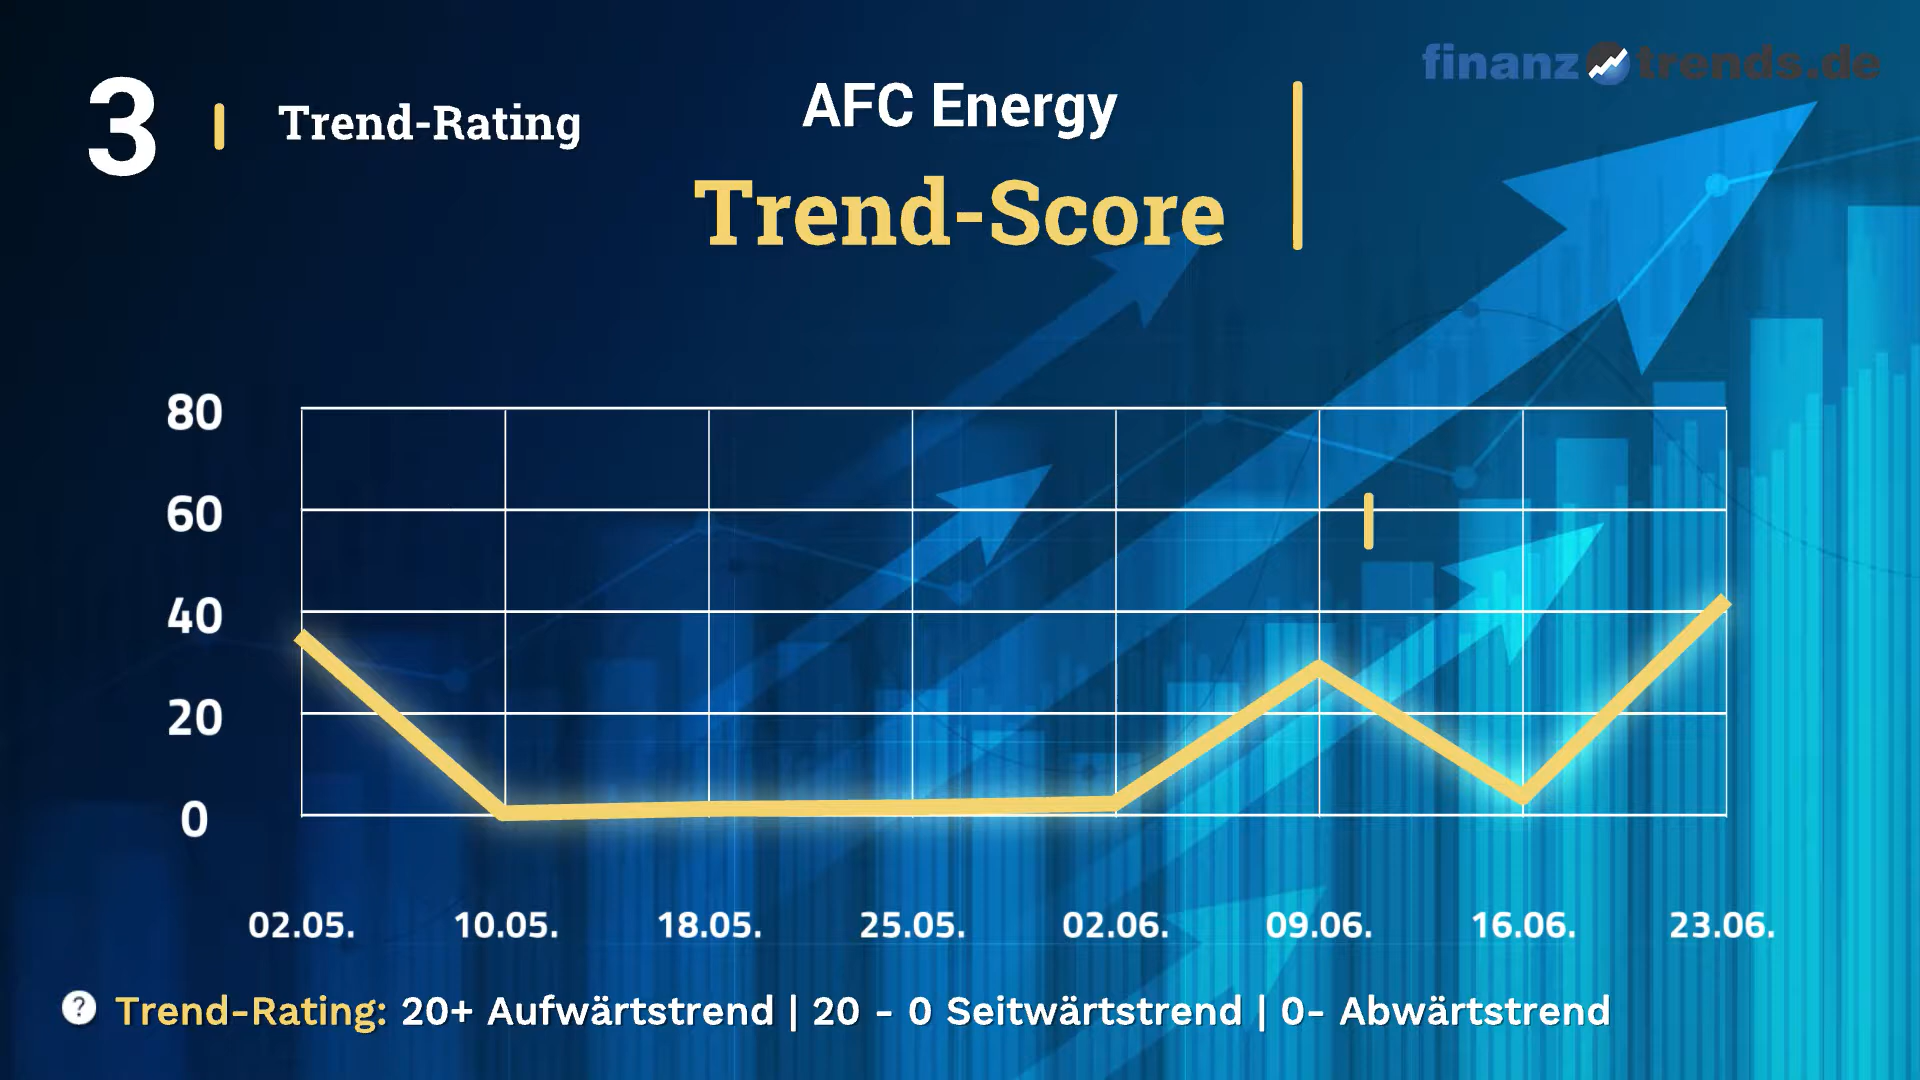 finanztrends.de
3
Trend-Rating
AFC Energy
Trend-Score
80
60
40
20
0
02.05. 10.05. 18.05. 25.05. 02.06. 09.06. 16.06. 23.06.
? Trend-Rating: 20+ Aufwärtstrend | 20 - 0 Seitwärtstrend | 0- Abwärtstrend